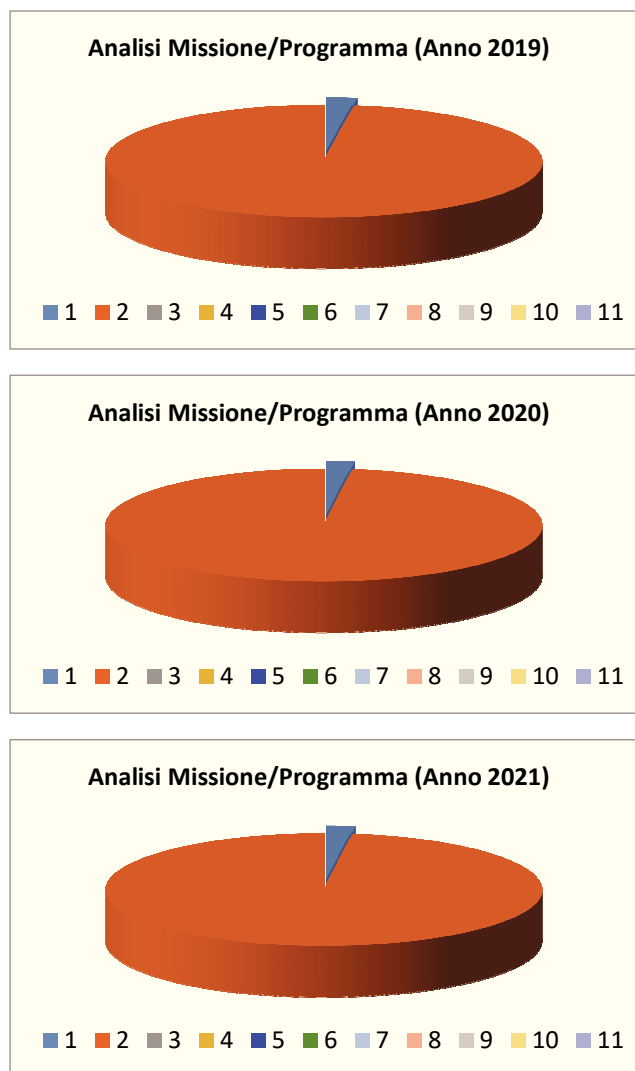 Analisi Missione/Programma (Anno 2019)
1 2 3 4 5 6 7 8 9 10 11
Analisi Missione/Programma (Anno 2020)
1 2 3 4 5 6 7 8 9 10 11
Analisi Missione/Programma (Anno 2021)
1 2 3 4 5 6 7 8 9 10 11